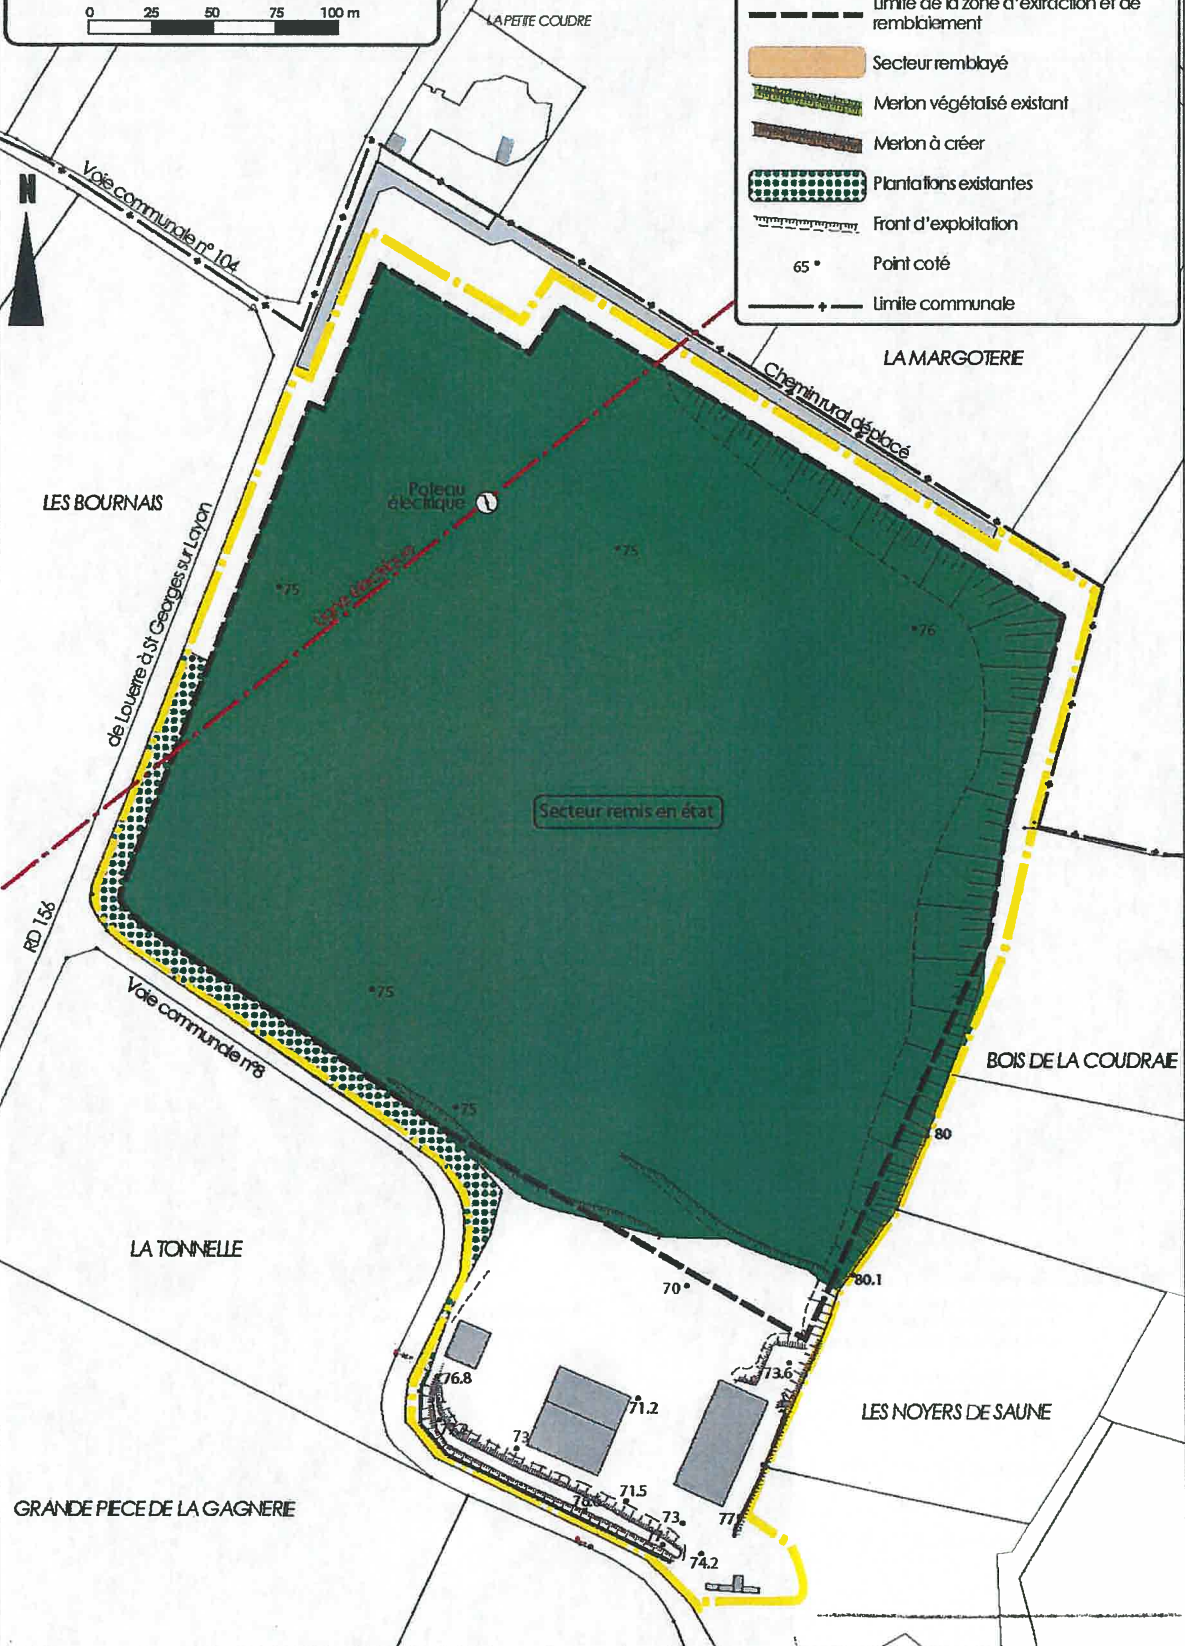 0 25 50 75 100 m
LA PETITE COUDRE
Limite de la zone d'extraction et de
remblaiement
Secteur remblayé
Merlon végétalisé existant
Merlon à créer
Plantations existantes
Front d'exploitation
65 Point coté
Limite communale
N
Voie communale n° 104
LA MARGOTERIE
Chemin rural déplacé
LES BOURNAIS
Poteau
électrique
75
75
76
de Louerre à St Georges sur Layon
Secteur remis en état
RD 156
75
Voie communale n°8
BOIS DE LA COUDRAIE
75
80
LA TONNELLE
80.1
70
73.6
76.8
71.2
LES NOYERS DE SAUNE
73
71.5
GRANDE PIECE DE LA GAGNERIE
73
77
74.2